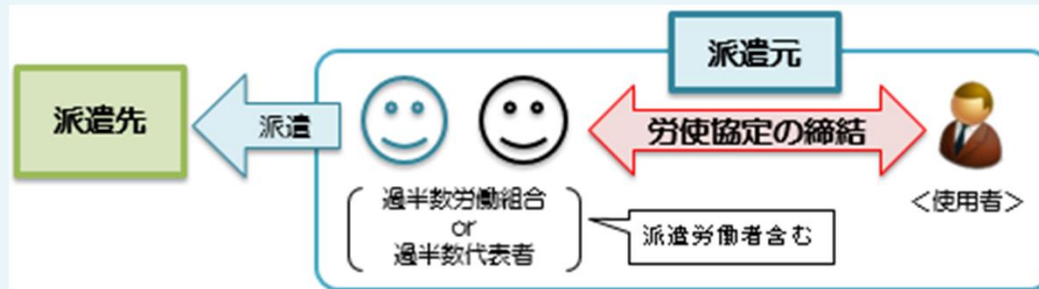 派遣元
派遣先
派遣
労使協定の締結
過半数労働組合
or
過半数代表者
派遣労働者含む
＜使用者＞